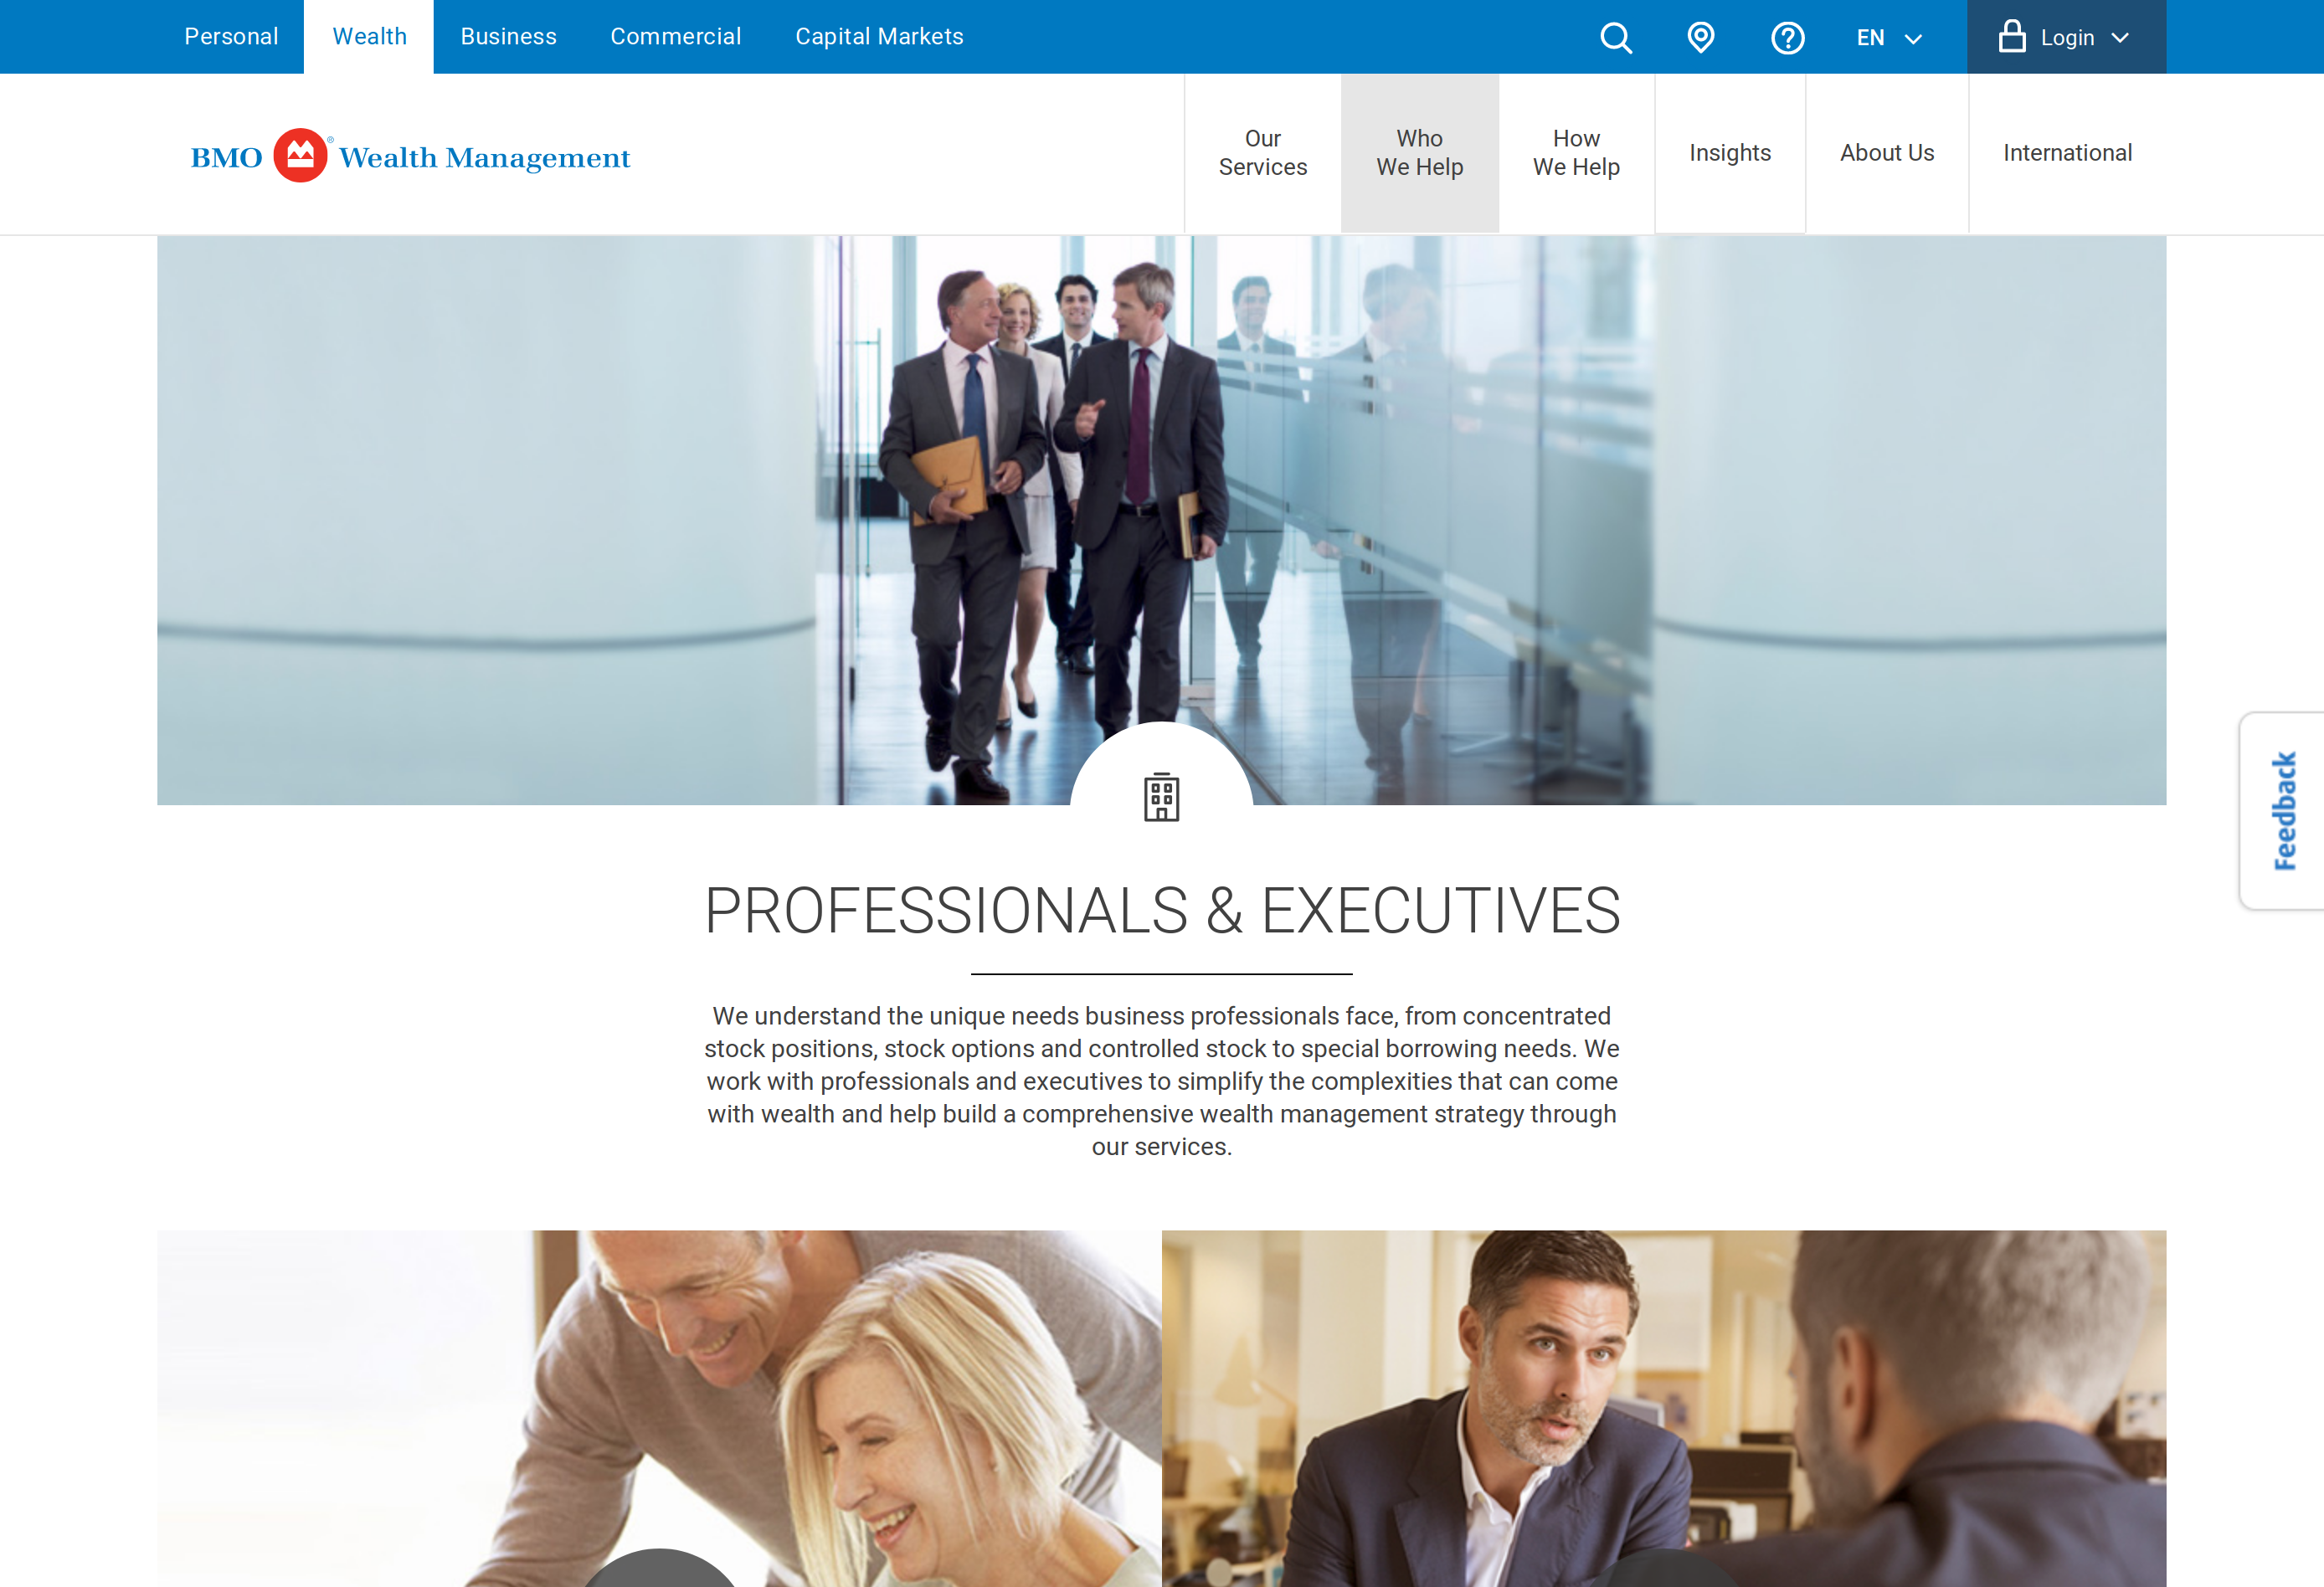 Personal
Wealth
Business
Commercial
Capital Markets
EN
Login
BMO ® Wealth Management
Our
Services
Who
We Help
How
We Help
Insights
About Us
International
Feedback
PROFESSIONALS & EXECUTIVES
We understand the unique needs business professionals face, from concentrated
stock positions, stock options and controlled stock to special borrowing needs. We
work with professionals and executives to simplify the complexities that can come
with wealth and help build a comprehensive wealth management strategy through
our services.